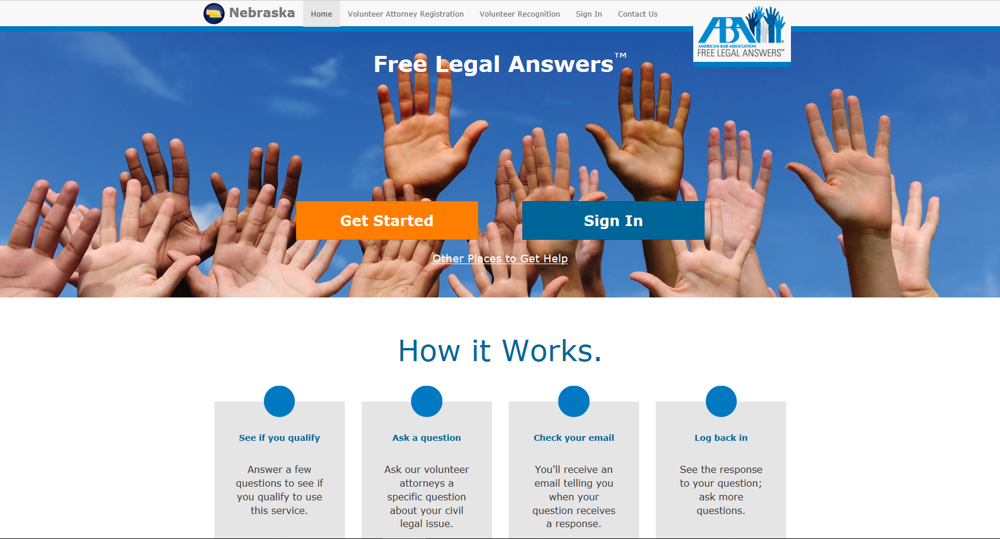 Nebraska
Home
Volunteer Attorney Registration
Volunteer Recognition
Sign In
Contact Us
ABA
AMERICAN BAR ASSOCIATION
FREE LEGAL ANSWERS™
Free Legal Answers™
Get Started
Sign In
Other Places to Get Help
How it Works.
See if you qualify
Answer a few
questions to see if
you qualify to use
this service.
Ask a question
Ask our volunteer
attorneys a
specific question
about your civil
legal issue.
Check your email
You'll receive an
email telling you
when your
question receives
a response.
Log back in
See the response
to your question;
ask more
questions.